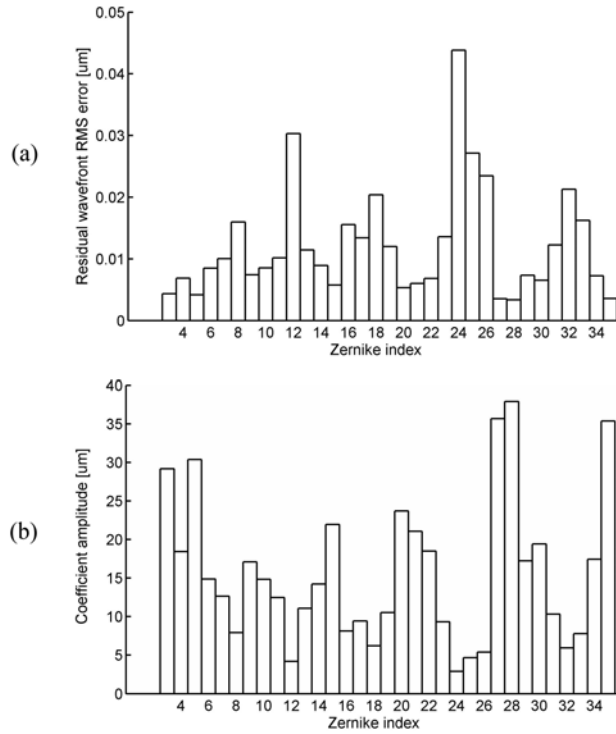 (a)
Residual wavefront RMS error [um]
0.05
0.04
0.03
0.02
0.01
0
4 6 8 10 12 14 16 18 20 22 24 26 28 30 32 34
Zernike index
(b)
Coefficient amplitude [um]
40
35
30
25
20
15
10
5
0
4 6 8 10 12 14 16 18 20 22 24 26 28 30 32 34
Zernike index